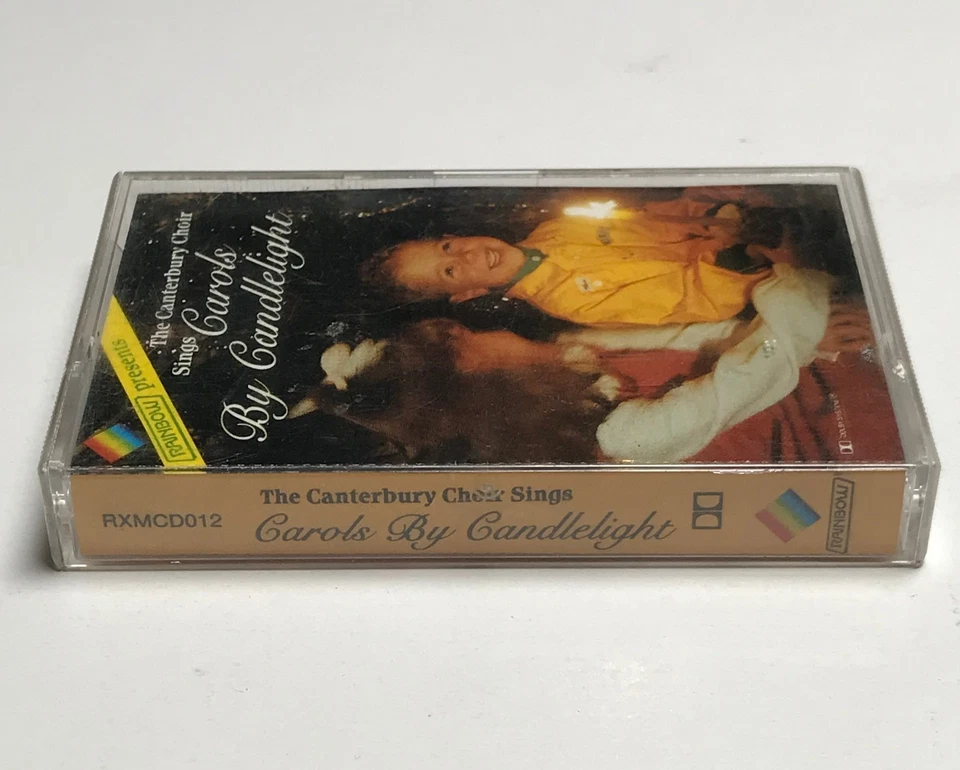 RAINBOW presents
The Canterbury Choir
Sings Carols
By Candlelight
RXMCD012
The Canterbury Choir Sings
Carols By Candlelight
RAINBOW